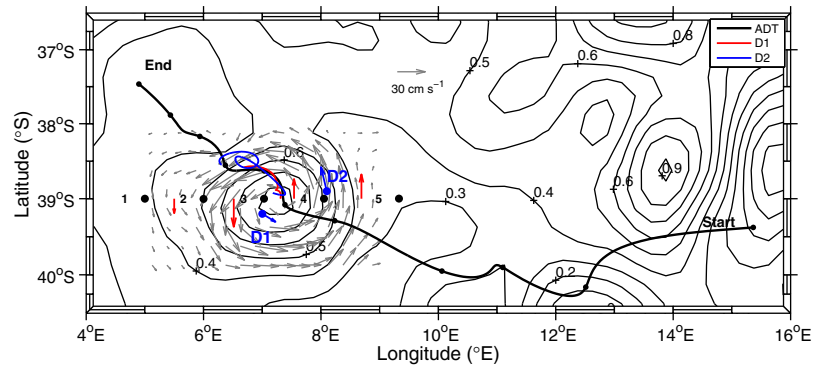 37°S
38°S
39°S
40°S
4°E
6°E
8°E
10°E
12°E
14°E
16°E
Latitude (°S)
Longitude (°E)
ADT
D1
D2
End
Start
30 cm s⁻¹
0.5
0.6
0.8
0.9
0.6
0.6
0.4
0.3
0.2
0.5
0.4
1
2
3
4
5
D1
D2